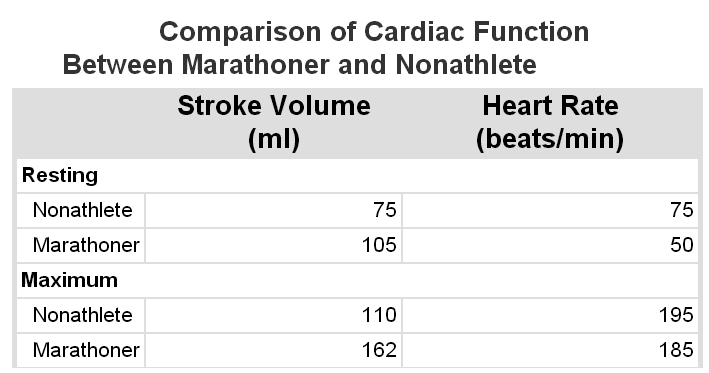 Comparison of Cardiac Function
Between Marathoner and Nonathlete
Stroke Volume Heart Rate
(ml) (beats/min)
Resting
Nonathlete 75 75
Marathoner 105 50
Maximum
Nonathlete 110 195
Marathoner 162 185